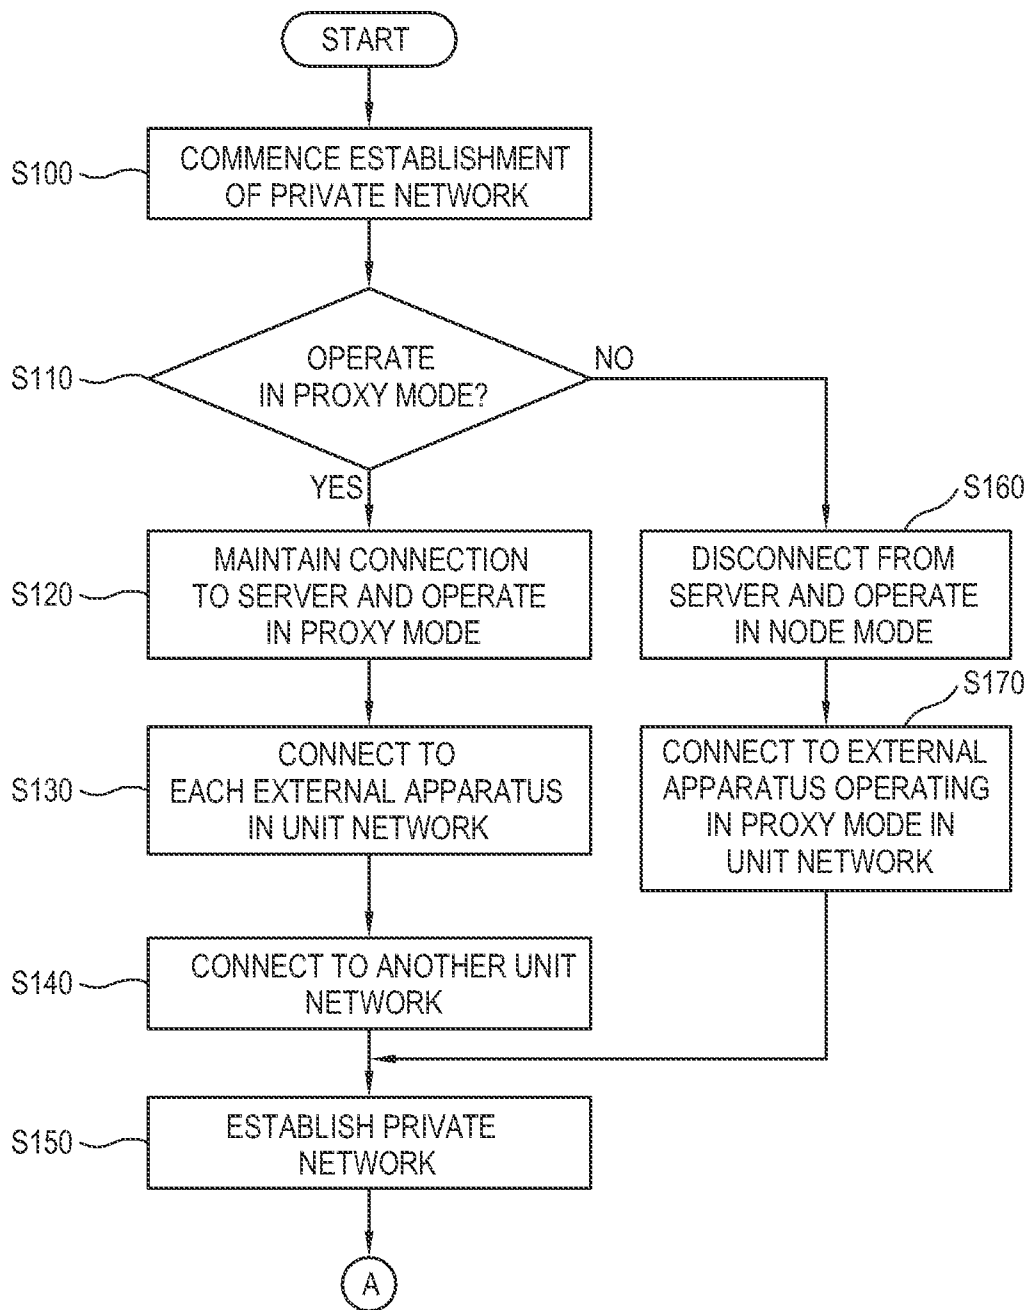 START
S100
COMMENCE ESTABLISHMENT
OF PRIVATE NETWORK
S110
OPERATE
IN PROXY MODE?
NO
YES
S120
MAINTAIN CONNECTION
TO SERVER AND OPERATE
IN PROXY MODE
S160
DISCONNECT FROM
SERVER AND OPERATE
IN NODE MODE
S130
CONNECT TO
EACH EXTERNAL APPARATUS
IN UNIT NETWORK
S170
CONNECT TO EXTERNAL
APPARATUS OPERATING
IN PROXY MODE IN
UNIT NETWORK
S140
CONNECT TO ANOTHER UNIT
NETWORK
S150
ESTABLISH PRIVATE
NETWORK
A